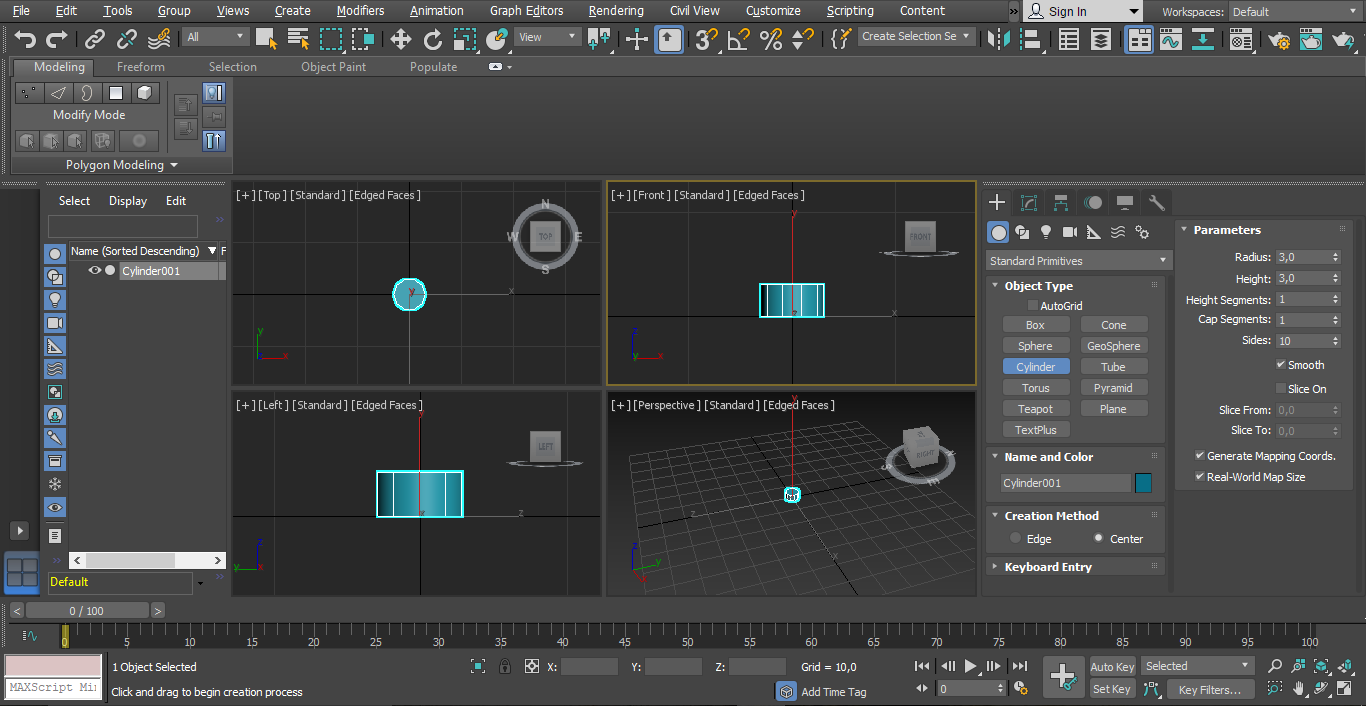 File Edit Tools Group Views Create Modifiers Animation Graph Editors Rendering Civil View Customize Scripting Content » Sign In Workspaces: Default
All View 3 Create Selection Se
Modeling Freeform Selection Object Paint Populate
Modify Mode
Polygon Modeling
Select Display Edit
»
Name (Sorted Descending) F
Cylinder001
»
Default
»
[+] [Top] [Standard] [Edged Faces]
N
W TOP E
S
y x
y
z x
[+] [Front] [Standard] [Edged Faces]
y
FRONT
z x
z
y x
[+] [Left] [Standard] [Edged Faces]
y
LEFT
x z
z
y x
[+] [Perspective] [Standard] [Edged Faces]
y
RIGHT
S E
z
x
z
y
x
Standard Primitives
Object Type
AutoGrid
Box Cone
Sphere GeoSphere
Cylinder Tube
Torus Pyramid
Teapot Plane
TextPlus
Name and Color
Cylinder001
Creation Method
Edge Center
Keyboard Entry
Parameters
Radius: 3,0
Height: 3,0
Height Segments: 1
Cap Segments: 1
Sides: 10
Smooth
Slice On
Slice From: 0,0
Slice To: 0,0
Generate Mapping Coords.
Real-World Map Size
< 0 / 100 >
0 5 10 15 20 25 30 35 40 45 50 55 60 65 70 75 80 85 90 95 100
1 Object Selected X: Y: Z: Grid = 10,0 Auto Key Selected
MAXScript Mi
Click and drag to begin creation process Add Time Tag 0 Set Key Key Filters...